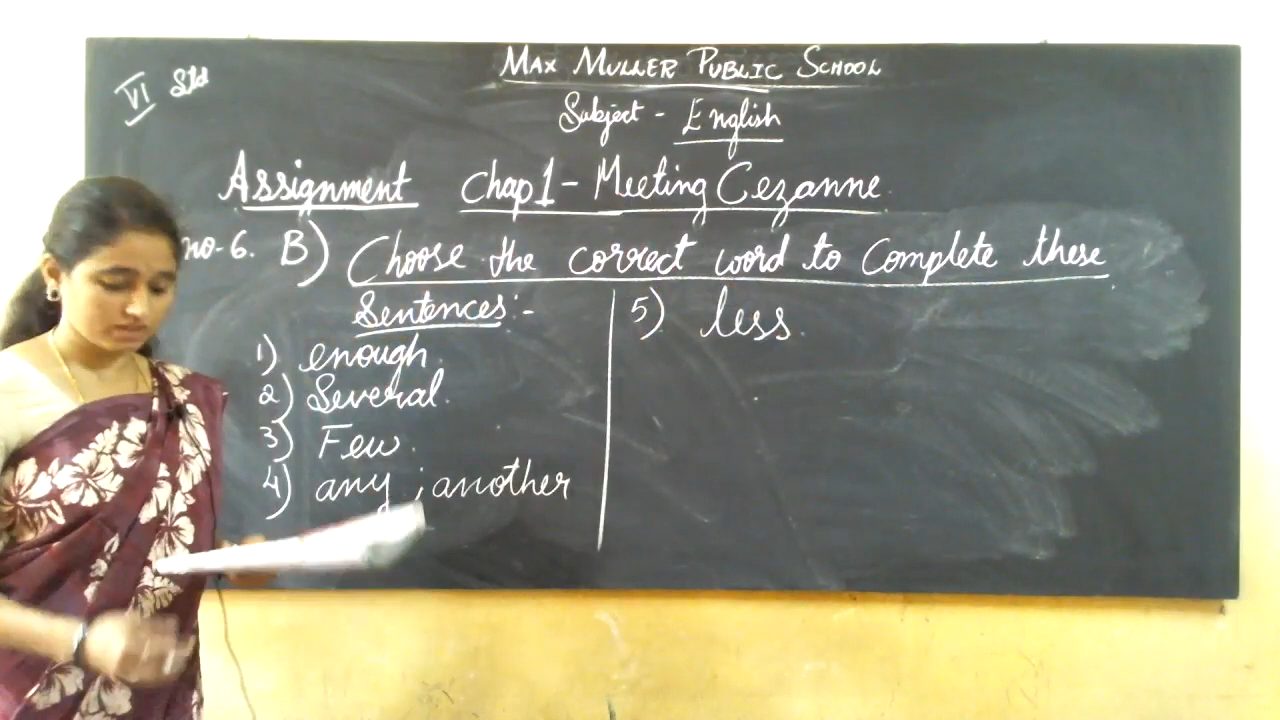 VI Std
MAX MULLER PUBLIC SCHOOL
Subject - English
Assignment Chap1 - Meeting Cezanne
no-6. B) Choose the correct word to Complete these
Sentences:-
1) enough.
2) Several.
3) Few.
4) any ; another
5) less.